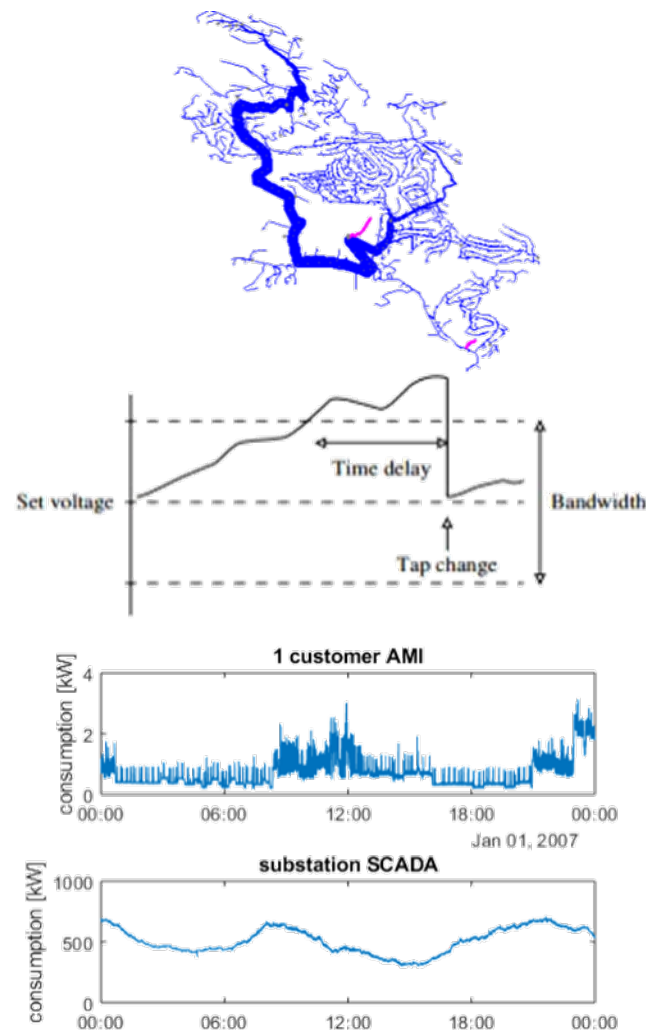 Set voltage
Time delay
Bandwidth
Tap change
1 customer AMI
consumption [kW]
4
2
0
00:00 06:00 12:00 18:00 00:00
Jan 01, 2007
substation SCADA
consumption [kW]
1000
500
0
00:00 06:00 12:00 18:00 00:00